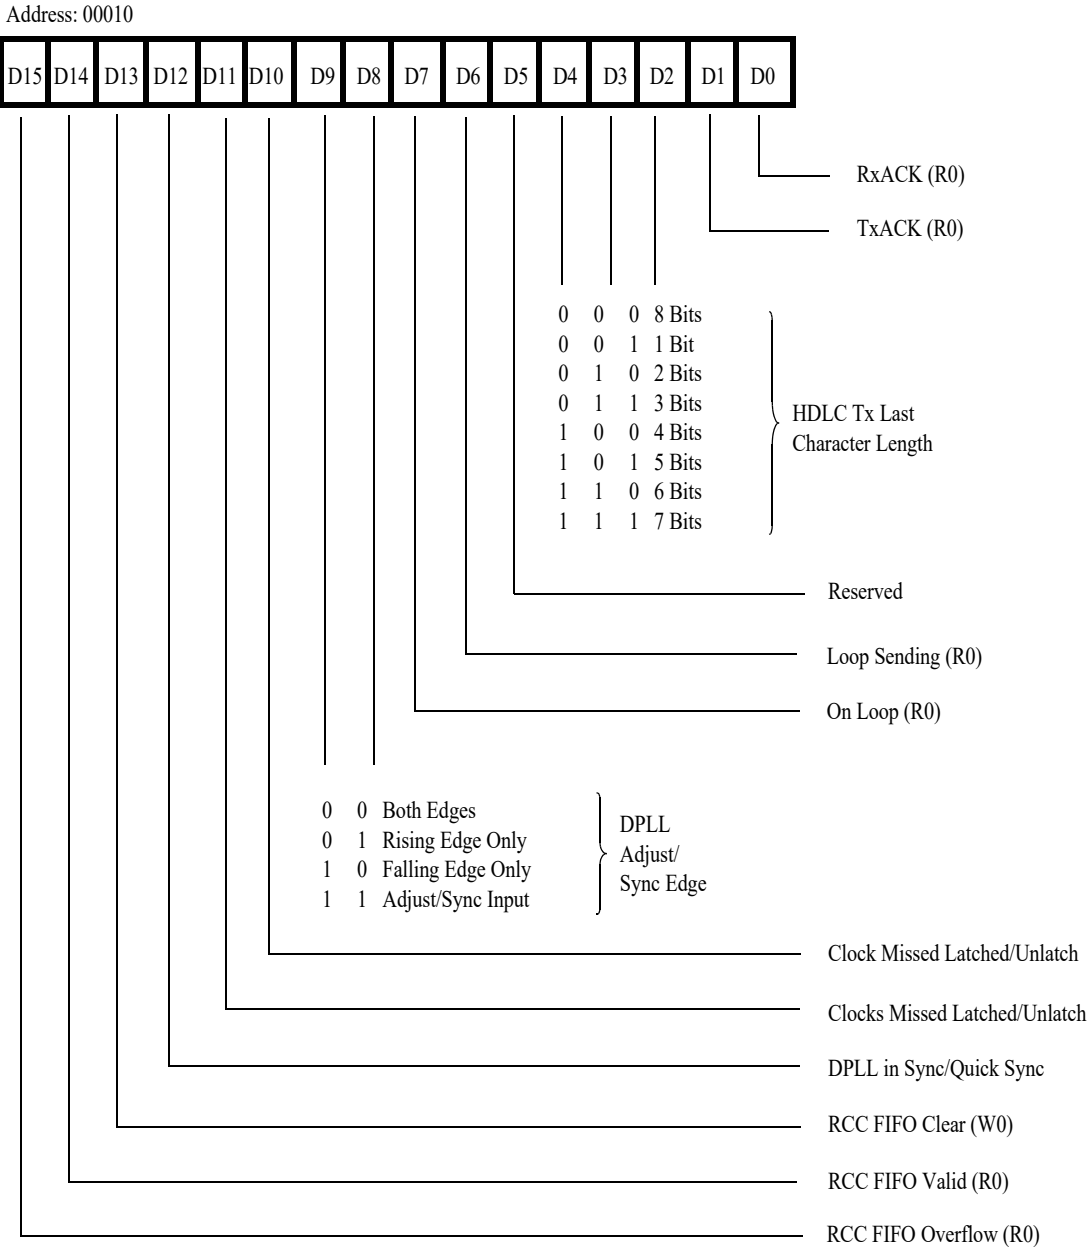 Address: 00010
D15 D14 D13 D12 D11 D10 D9 D8 D7 D6 D5 D4 D3 D2 D1 D0
RxACK (R0)
TxACK (R0)
0 0 0 8 Bits
0 0 1 1 Bit
0 1 0 2 Bits
0 1 1 3 Bits
1 0 0 4 Bits
1 0 1 5 Bits
1 1 0 6 Bits
1 1 1 7 Bits
HDLC Tx Last
Character Length
Reserved
Loop Sending (R0)
On Loop (R0)
0 0 Both Edges
0 1 Rising Edge Only
1 0 Falling Edge Only
1 1 Adjust/Sync Input
DPLL
Adjust/
Sync Edge
Clock Missed Latched/Unlatch
Clocks Missed Latched/Unlatch
DPLL in Sync/Quick Sync
RCC FIFO Clear (W0)
RCC FIFO Valid (R0)
RCC FIFO Overflow (R0)